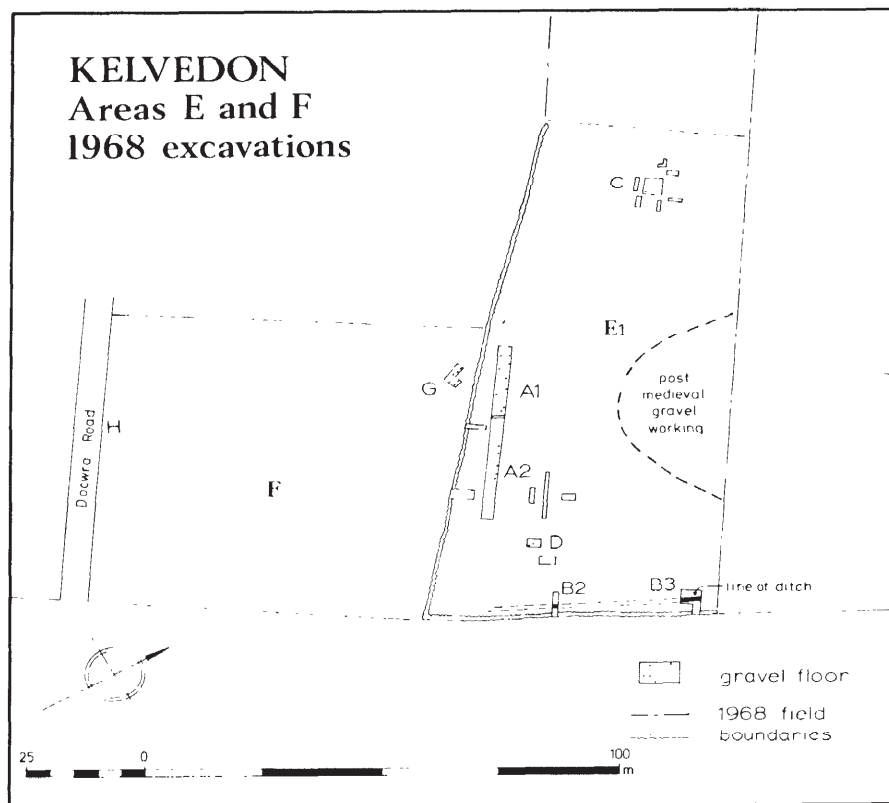 KELVEDON
Areas E and F
1968 excavations
C
E1
post
medieval
gravel
working
G
A1
Docwra Road
F
A2
D
B2
B3
line of ditch
gravel floor
1968 field
boundaries
25
0
100
m